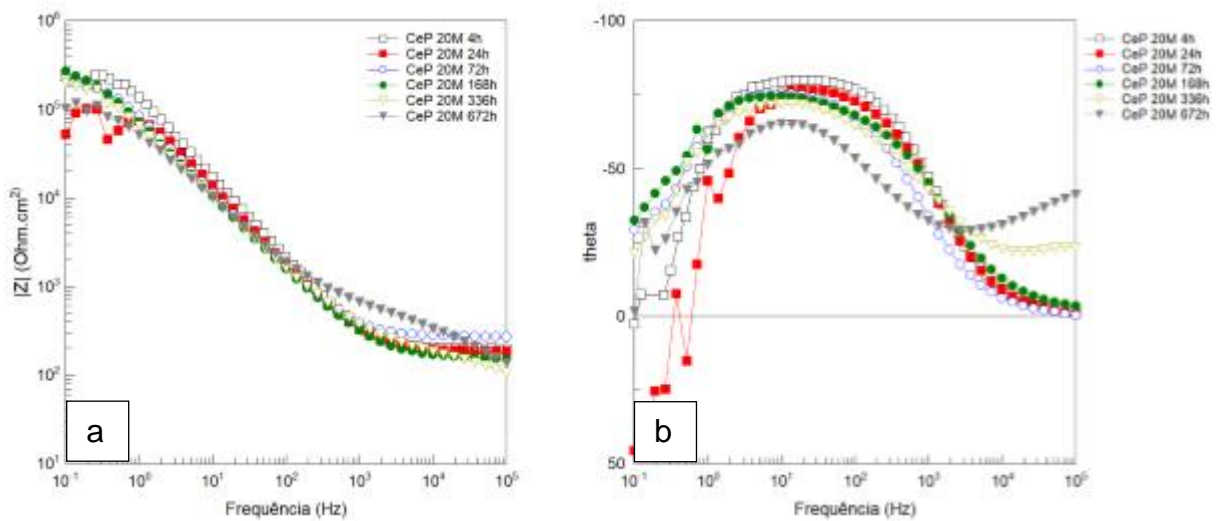 10⁶
10⁵
10⁴
10³
10²
10¹
|Z| (Ohm.cm²)
CeP 20M 4h
CeP 20M 24h
CeP 20M 72h
CeP 20M 168h
CeP 20M 336h
CeP 20M 672h
a
10⁻¹ 10⁰ 10¹ 10² 10³ 10⁴ 10⁵
Frequência (Hz)
-100
-50
0
50
theta
CeP 20M 4h
CeP 20M 24h
CeP 20M 72h
CeP 20M 168h
CeP 20M 336h
CeP 20M 672h
b
10⁻¹ 10⁰ 10¹ 10² 10³ 10⁴ 10⁵
Frequência (Hz)